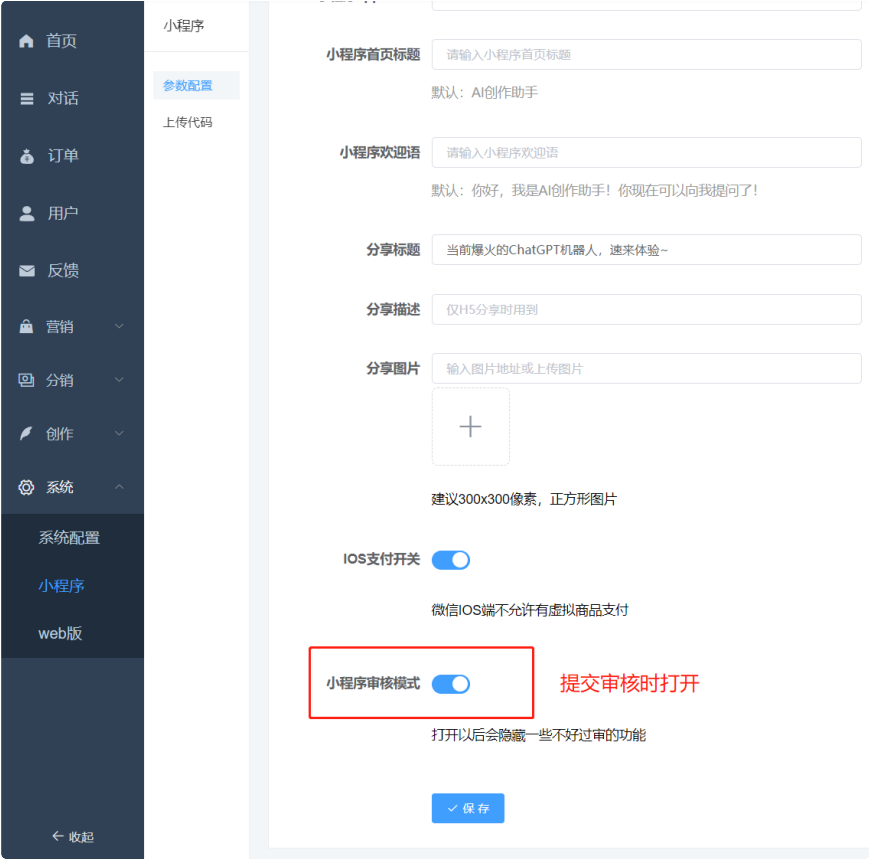 首页
对话
订单
用户
反馈
营销
分销
创作
系统
系统配置
小程序
web版
收起
小程序
参数配置
上传代码
小程序首页标题
请输入小程序首页标题
默认：AI创作助手
小程序欢迎语
请输入小程序欢迎语
默认：你好，我是AI创作助手！你现在可以向我提问了！
分享标题
当前爆火的ChatGPT机器人，速来体验~
分享描述
仅H5分享时用到
分享图片
输入图片地址或上传图片
建议300x300像素，正方形图片
IOS支付开关
微信IOS端不允许有虚拟商品支付
小程序审核模式
提交审核时打开
打开以后会隐藏一些不好过审的功能
保存